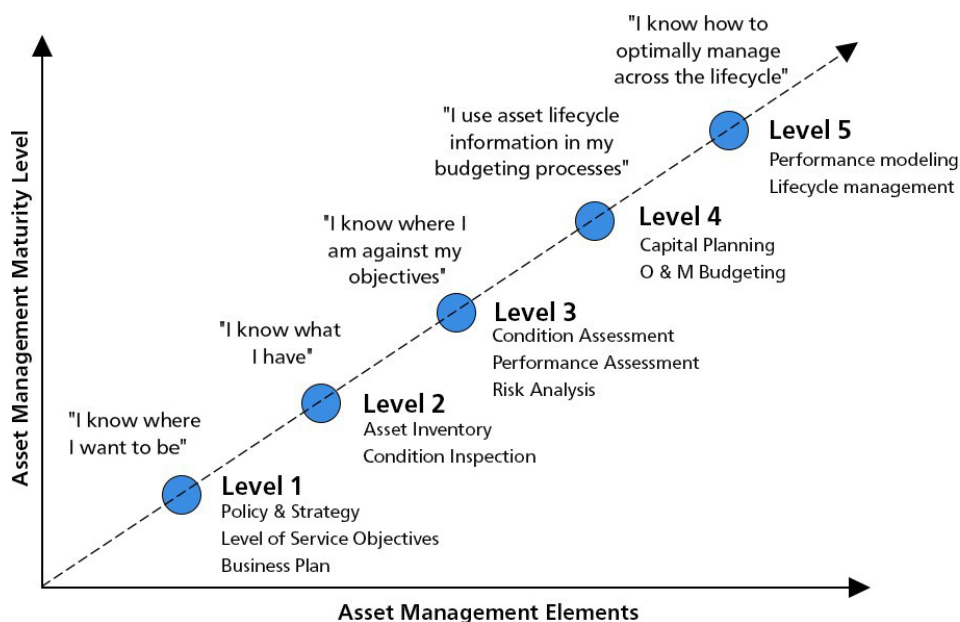 "I know how to
optimally manage
across the lifecycle"
"I use asset lifecycle
information in my
budgeting processes"
Level 5
Performance modeling
Lifecycle management
"I know where I
am against my
objectives"
Level 4
Capital Planning
O & M Budgeting
"I know what
I have"
Level 3
Condition Assessment
Performance Assessment
Risk Analysis
"I know where
I want to be"
Level 2
Asset Inventory
Condition Inspection
Level 1
Policy & Strategy
Level of Service Objectives
Business Plan
Asset Management Maturity Level
Asset Management Elements